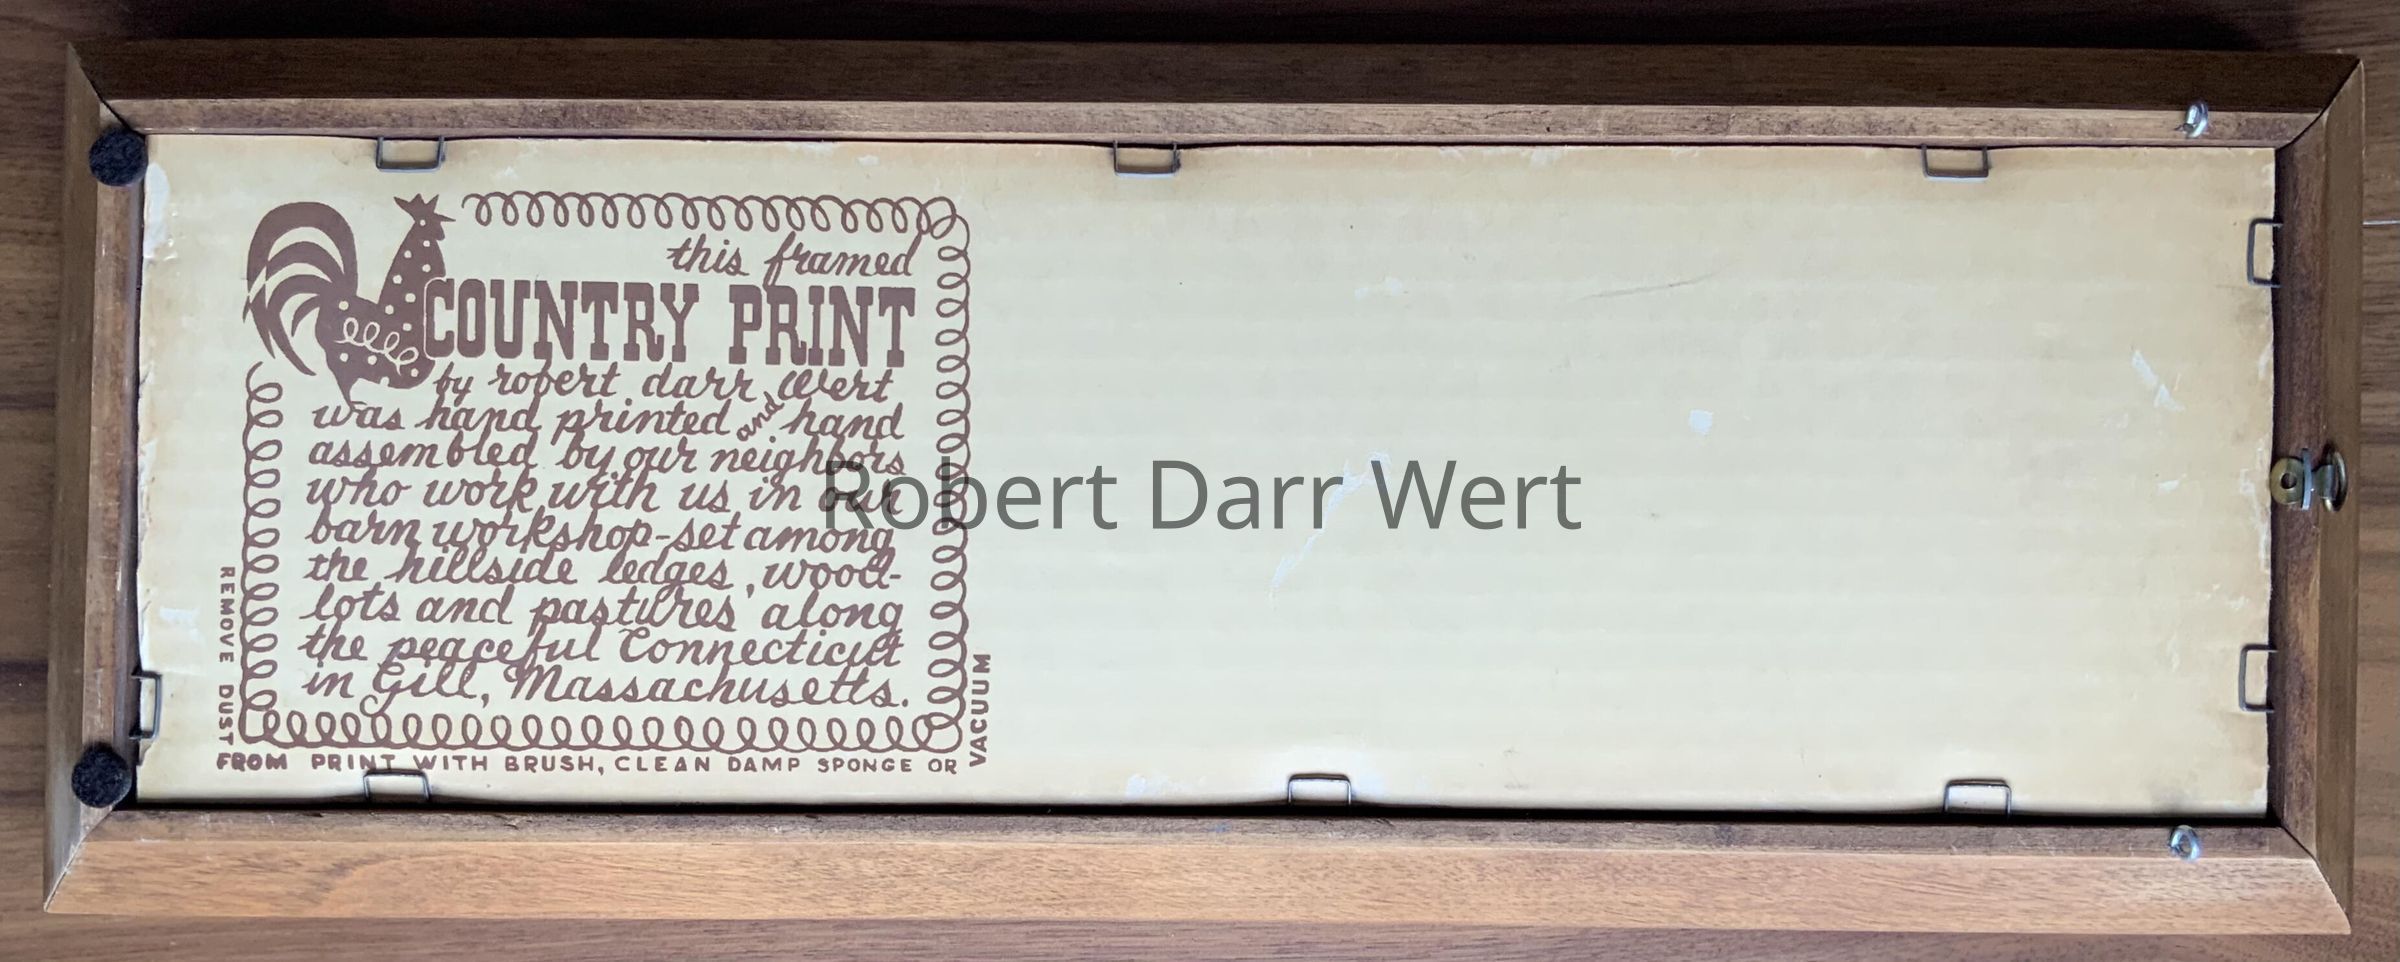 this framed
COUNTRY PRINT
by robert darr Wert
was hand printed and hand
assembled by our neighbors
who work with us in our
barn workshop-set among
the hillside ledges, wood-
lots and pastures along
the peaceful Connecticut
in Gill, Massachusetts.
REMOVE DUST
FROM PRINT WITH BRUSH, CLEAN DAMP SPONGE OR
VACUUM
Robert Darr Wert